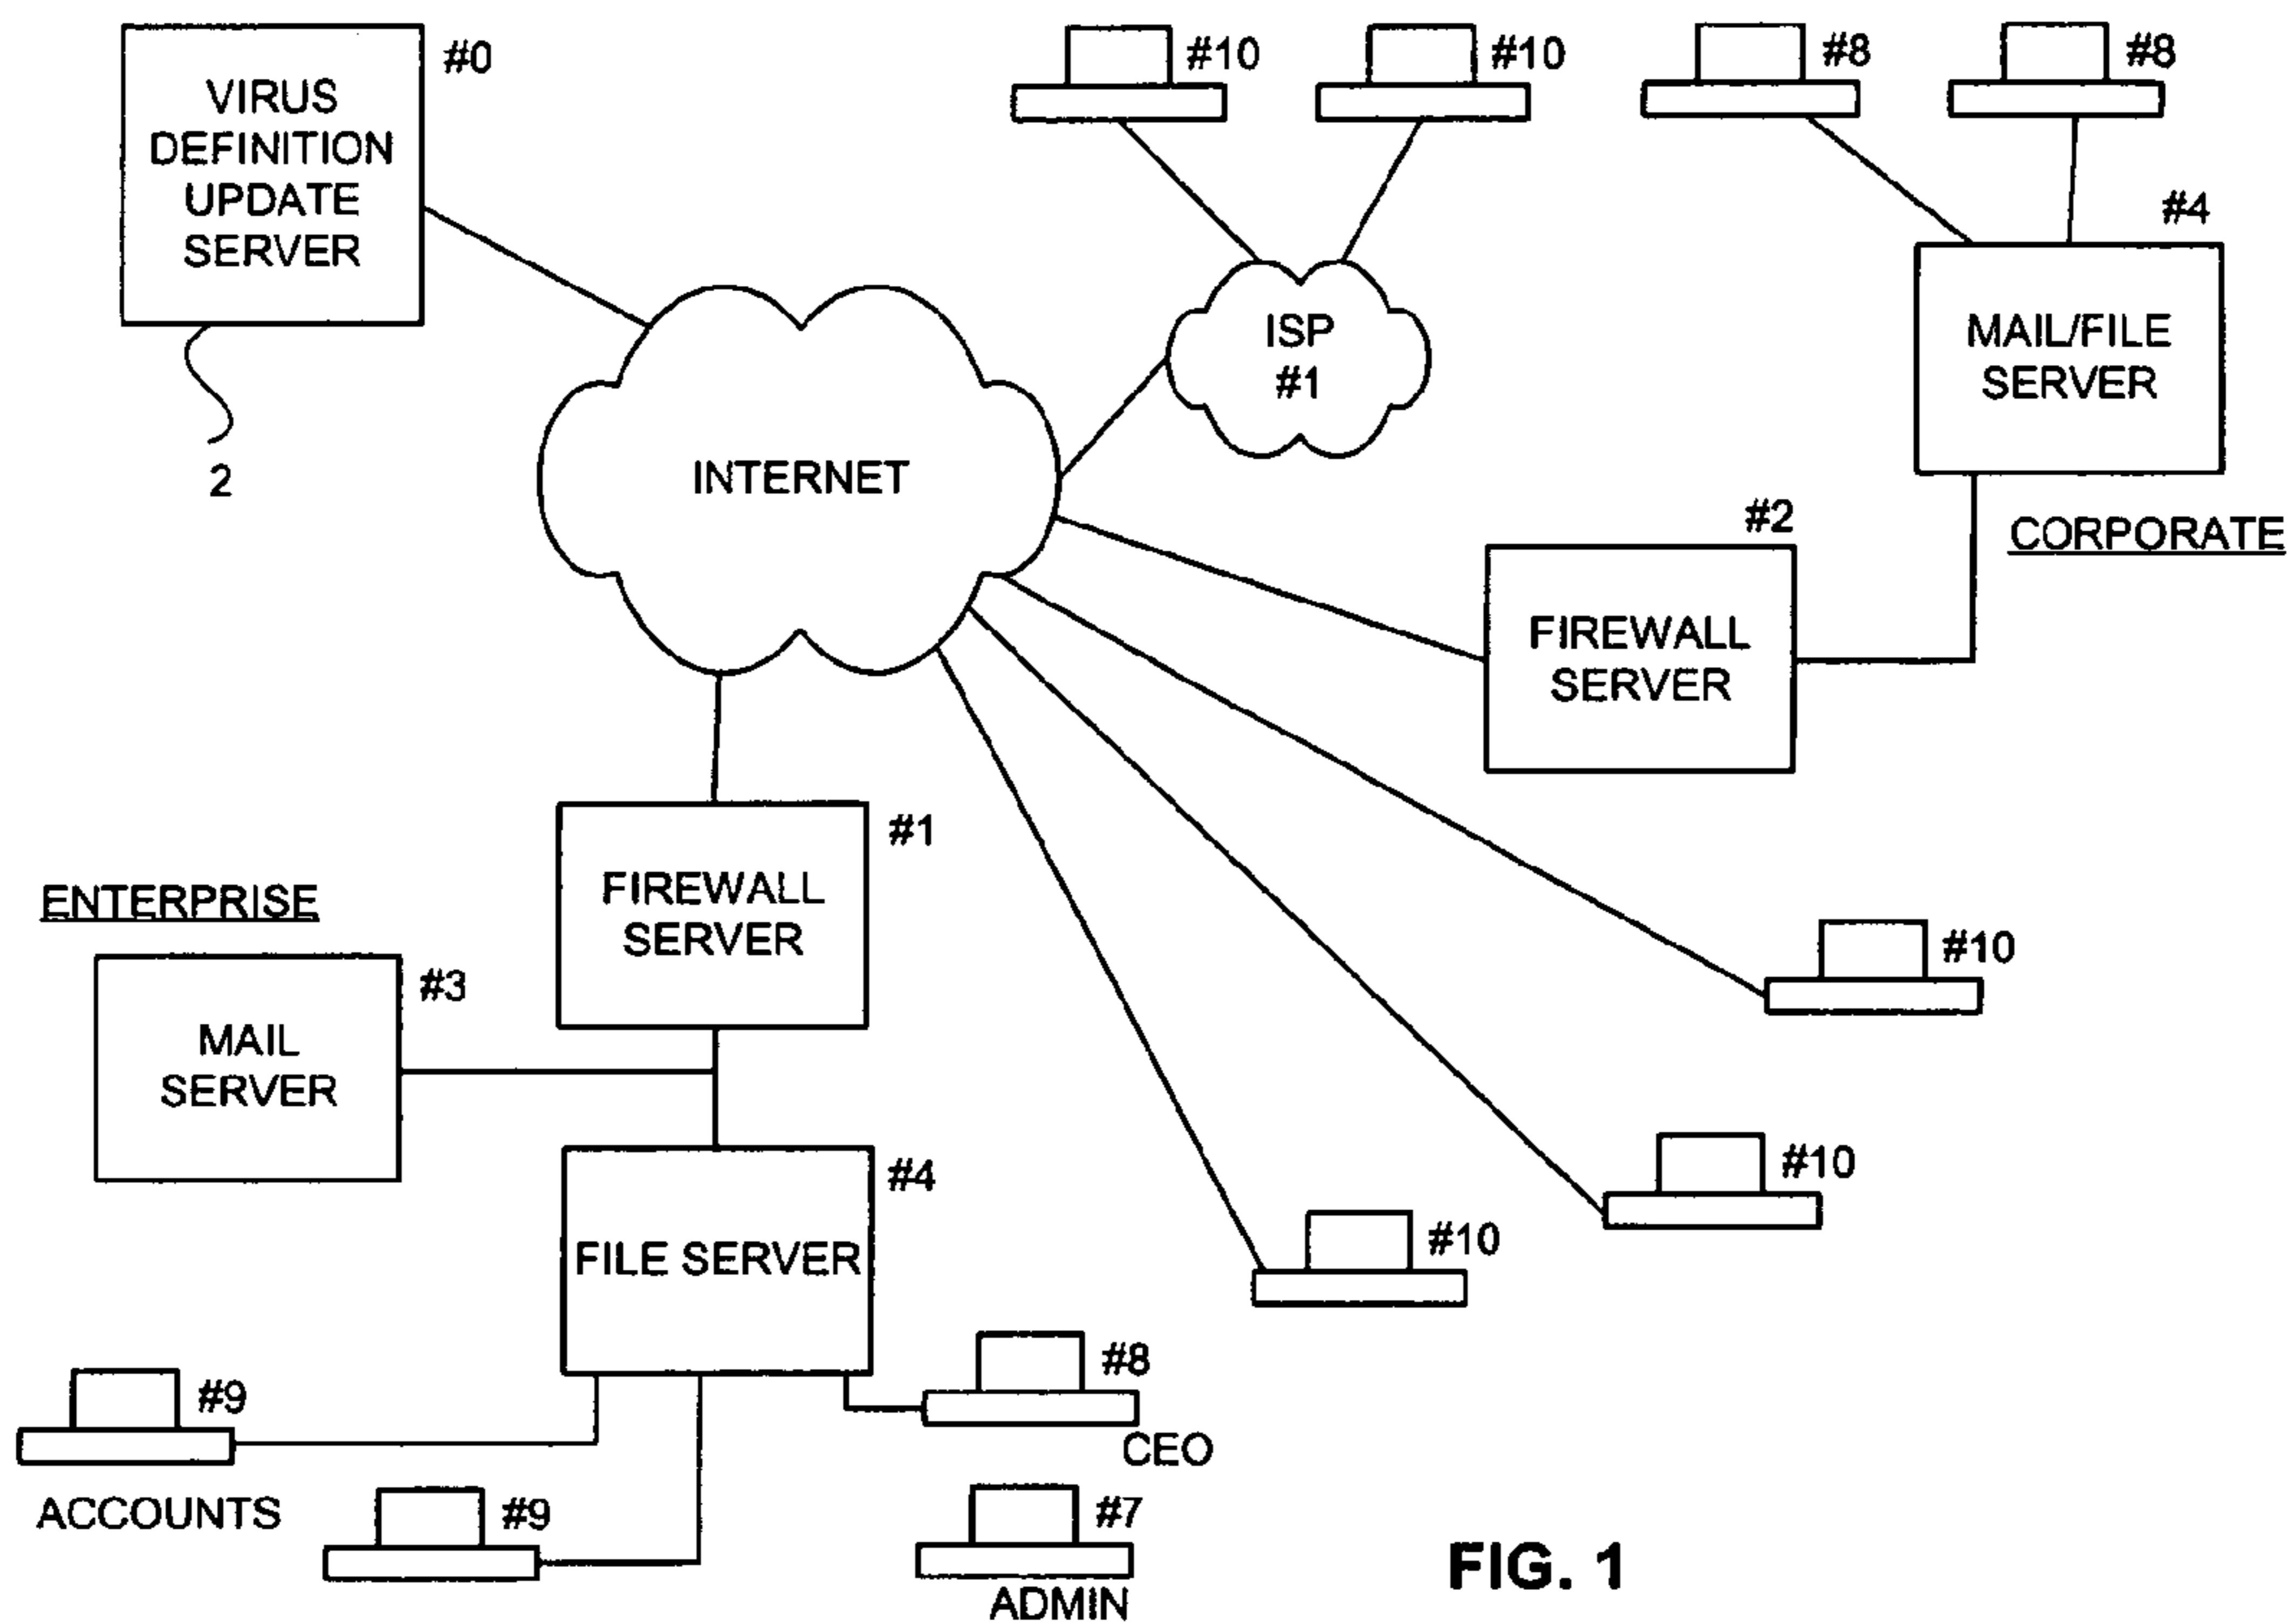 #0
VIRUS
DEFINITION
UPDATE
SERVER
2
#10
#10
#8
#8
#4
MAIL/FILE
SERVER
CORPORATE
ISP
#1
INTERNET
#2
FIREWALL
SERVER
#1
FIREWALL
SERVER
ENTERPRISE
#3
MAIL
SERVER
#4
FILE SERVER
#10
#10
#10
#8
CEO
#9
ACCOUNTS
#9
#7
ADMIN
FIG. 1